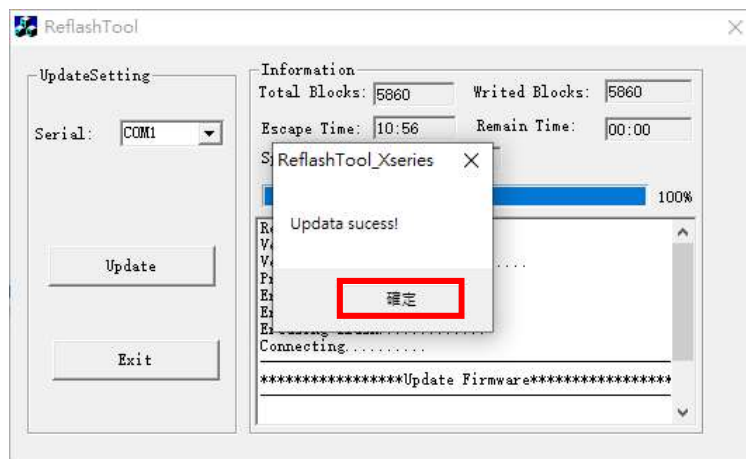 ReflashTool
UpdateSetting
Serial:
COM1
Update
Exit
Information
Total Blocks: 5860
Writed Blocks: 5860
Escape Time: 10:56
Remain Time: 00:00
100%
ReflashTool_Xseries
Updata sucess!
確定
Connecting..........
*****************Update Firmware*****************